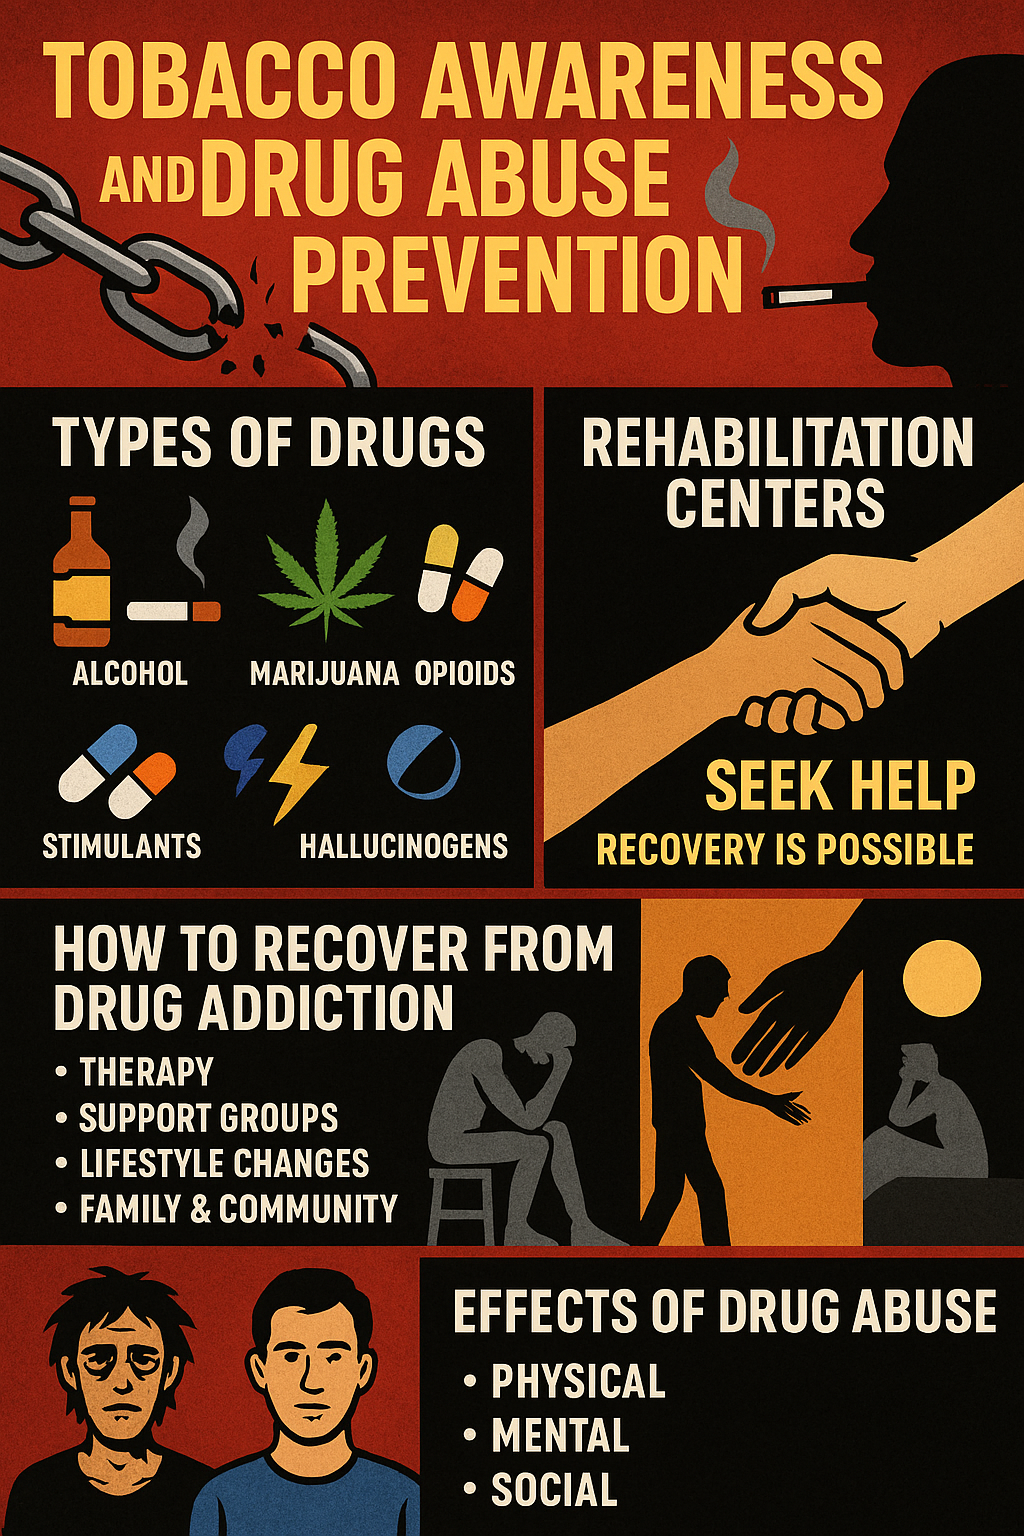 TOBACCO AWARENESS
AND DRUG ABUSE
PREVENTION
TYPES OF DRUGS
ALCOHOL
MARIJUANA
OPIOIDS
STIMULANTS
HALLUCINOGENS
REHABILITATION
CENTERS
SEEK HELP
RECOVERY IS POSSIBLE
HOW TO RECOVER FROM
DRUG ADDICTION
• THERAPY
• SUPPORT GROUPS
• LIFESTYLE CHANGES
• FAMILY & COMMUNITY
EFFECTS OF DRUG ABUSE
• PHYSICAL
• MENTAL
• SOCIAL